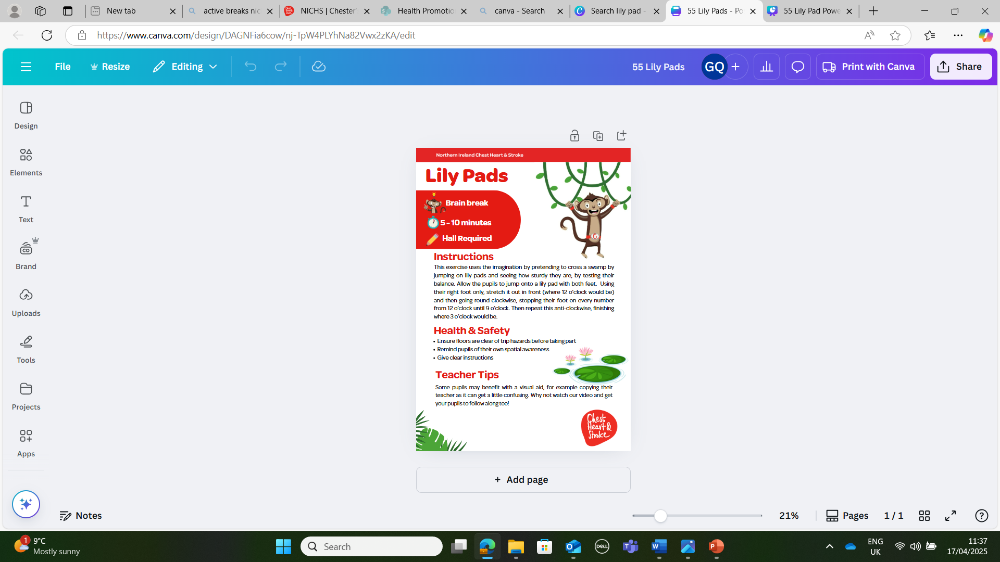 New tab
active breaks nic
NICHS | Chester'
Health Promotio
canva - Search
Search lily pad -
55 Lily Pads - Po
55 Lily Pad Powe
https://www.canva.com/design/DAGNFia6cow/nj-TpW4PLYhNa82Vwx2zKA/edit
File
Resize
Editing
55 Lily Pads
GQ
Print with Canva
Share
Design
Elements
Text
Brand
Uploads
Tools
Projects
Apps
Northern Ireland Chest Heart & Stroke
Lily Pads
Brain break
5 - 10 minutes
Hall Required
Instructions
This exercise uses the imagination by pretending to cross a swamp by
jumping on lily pads and seeing how sturdy they are, by testing their
balance. Allow the pupils to jump onto a lily pad with both feet. Using
their right foot only, stretch it out in front (where 12 o'clock would be)
and then going round clockwise, stopping their foot on every number
from 12 o'clock until 9 o'clock. Then repeat this anti-clockwise, finishing
where 3 o'clock would be.
Health & Safety
• Ensure floors are clear of trip hazards before taking part
• Remind pupils of their own spatial awareness
• Give clear instructions
Teacher Tips
Some pupils may benefit with a visual aid, for example copying their
teacher as it can get a little confusing. Why not watch our video and get
your pupils to follow along too!
Chest
Heart &
Stroke
+ Add page
Notes
21%
Pages
1 / 1
1
9°C
Mostly sunny
Search
DELL
ENG
UK
11:37
17/04/2025